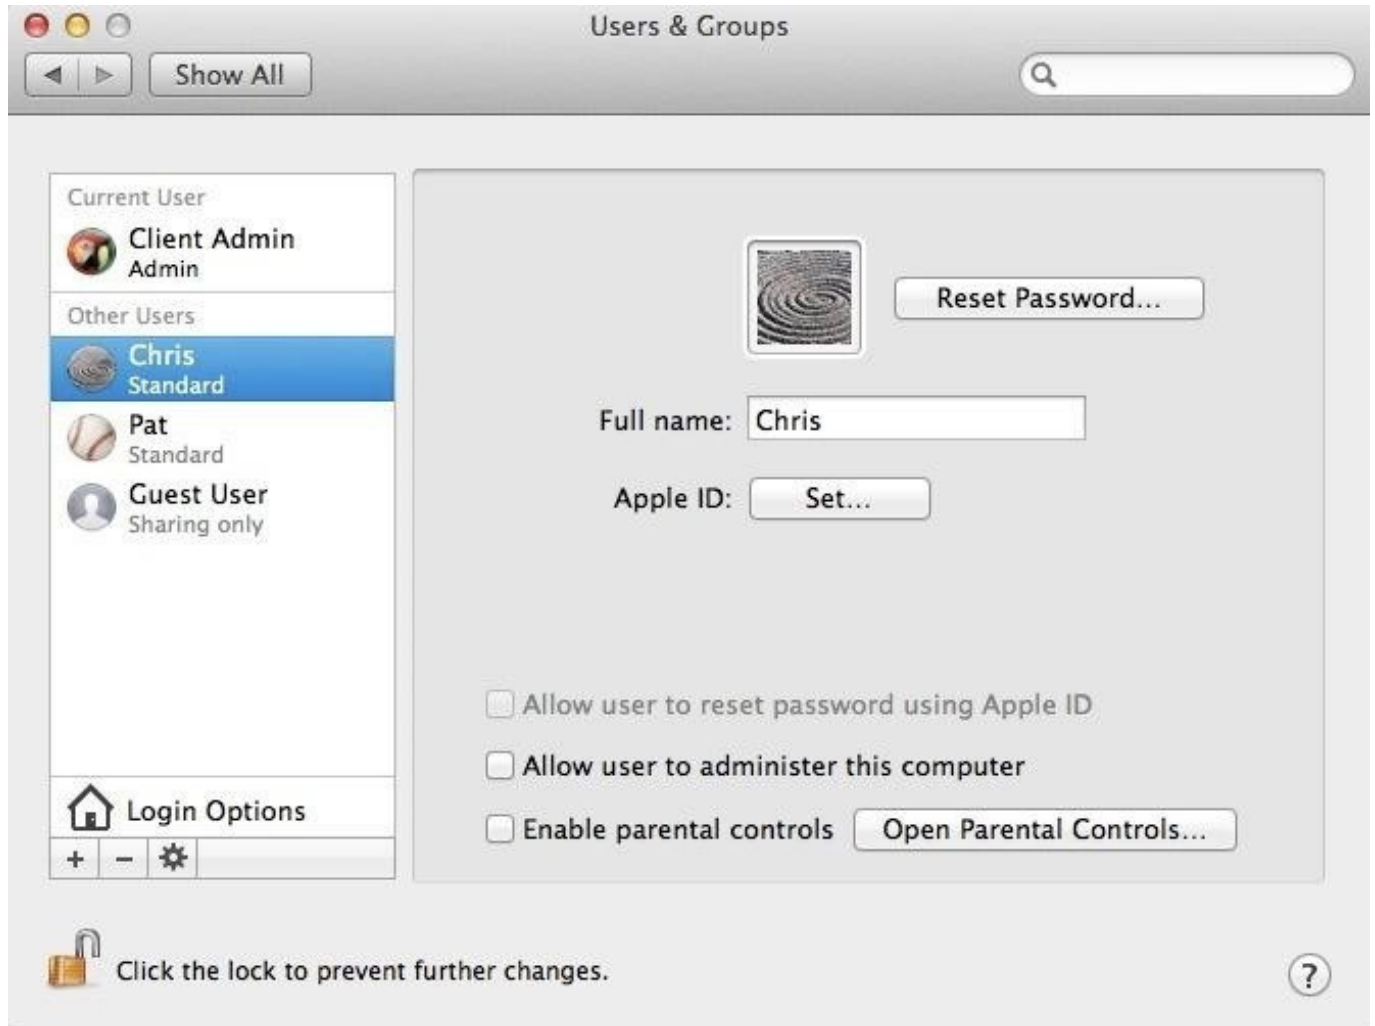 Users & Groups
Show All
Current User
Client Admin
Admin
Other Users
Chris
Standard
Pat
Standard
Guest User
Sharing only
Login Options
+ −
Reset Password...
Full name: Chris
Apple ID: Set...
Allow user to reset password using Apple ID
Allow user to administer this computer
Enable parental controls Open Parental Controls...
Click the lock to prevent further changes.
?